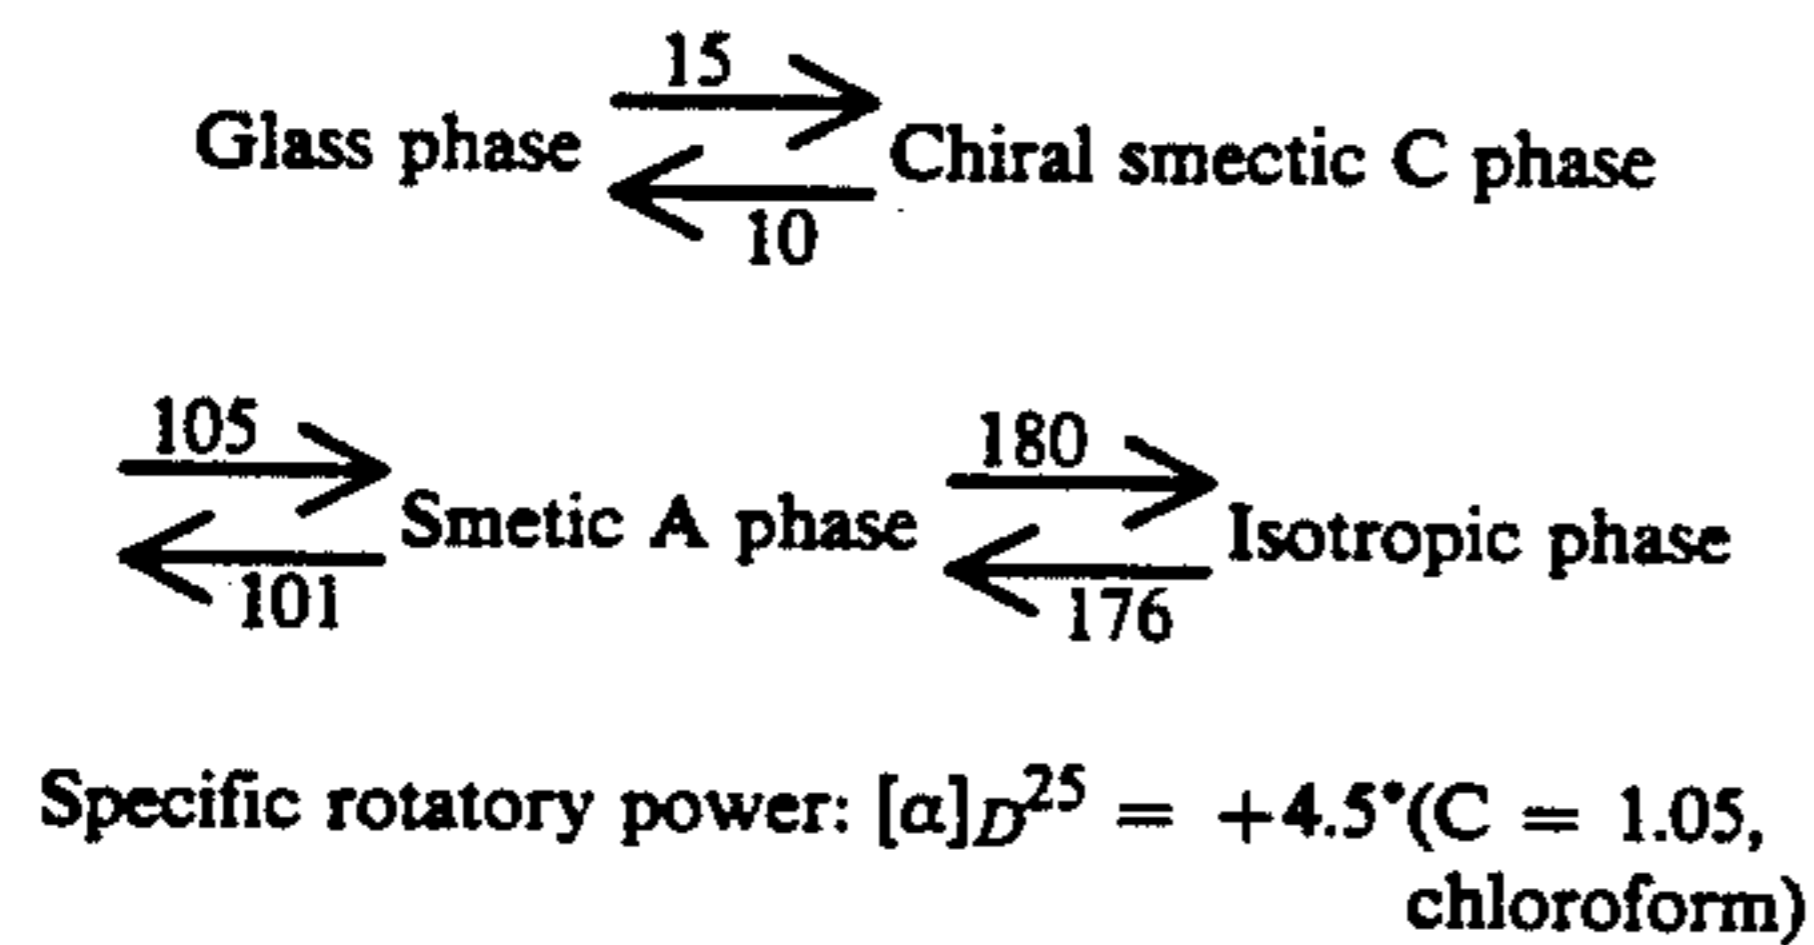 15
Glass phase ⇄ Chiral smectic C phase
10
105 180
⇄ Smetic A phase ⇄ Isotropic phase
101 176
Specific rotatory power: [α]D25 = +4.5°(C = 1.05,
chloroform)